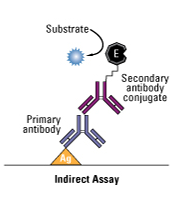 Substrate
E
Secondary
antibody
conjugate
Primary
antibody
Ag
Indirect Assay